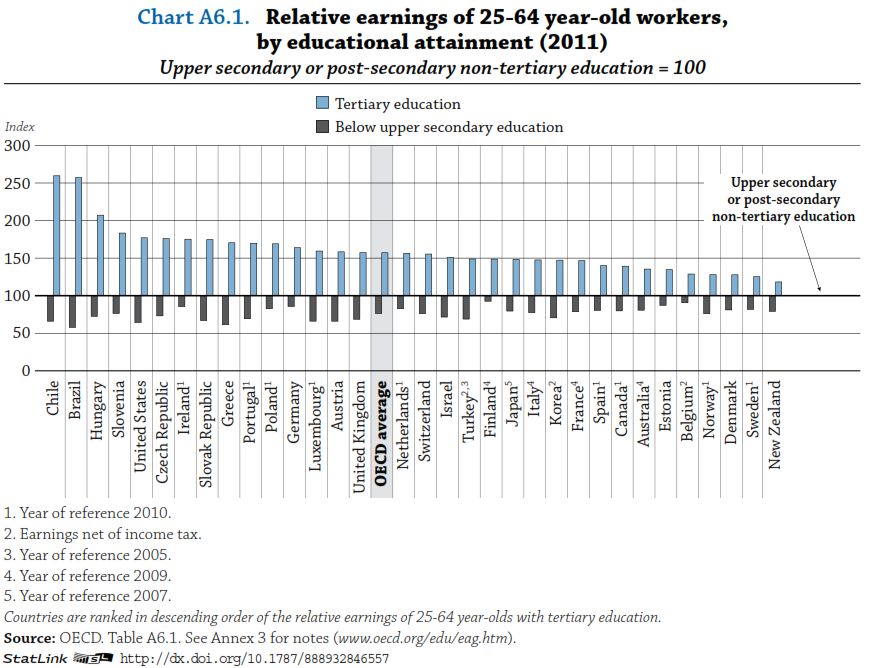 Chart A6.1. Relative earnings of 25-64 year-old workers,
by educational attainment (2011)
Upper secondary or post-secondary non-tertiary education = 100
Tertiary education
Below upper secondary education
Index
300
250
200
150
100
50
0
Upper secondary
or post-secondary
non-tertiary education
Chile
Brazil
Hungary
Slovenia
United States
Czech Republic
Ireland¹
Slovak Republic
Greece
Portugal¹
Poland¹
Germany
Luxembourg¹
Austria
United Kingdom
OECD average
Netherlands¹
Switzerland
Israel
Turkey²,³
Finland⁴
Japan⁵
Italy⁴
Korea²
France⁴
Spain¹
Canada¹
Australia⁴
Estonia
Belgium²
Norway¹
Denmark
Sweden¹
New Zealand
1. Year of reference 2010.
2. Earnings net of income tax.
3. Year of reference 2005.
4. Year of reference 2009.
5. Year of reference 2007.
Countries are ranked in descending order of the relative earnings of 25-64 year-olds with tertiary education.
Source: OECD. Table A6.1. See Annex 3 for notes (www.oecd.org/edu/eag.htm).
StatLink http://dx.doi.org/10.1787/888932846557